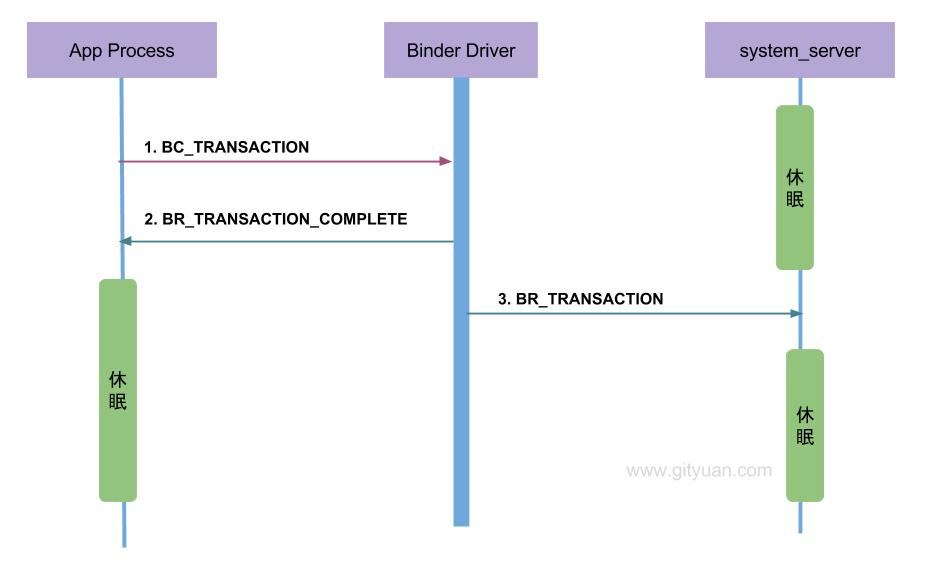 App Process
Binder Driver
system_server
1. BC_TRANSACTION
休
眠
2. BR_TRANSACTION_COMPLETE
3. BR_TRANSACTION
休
眠
休
眠
www.gityuan.com